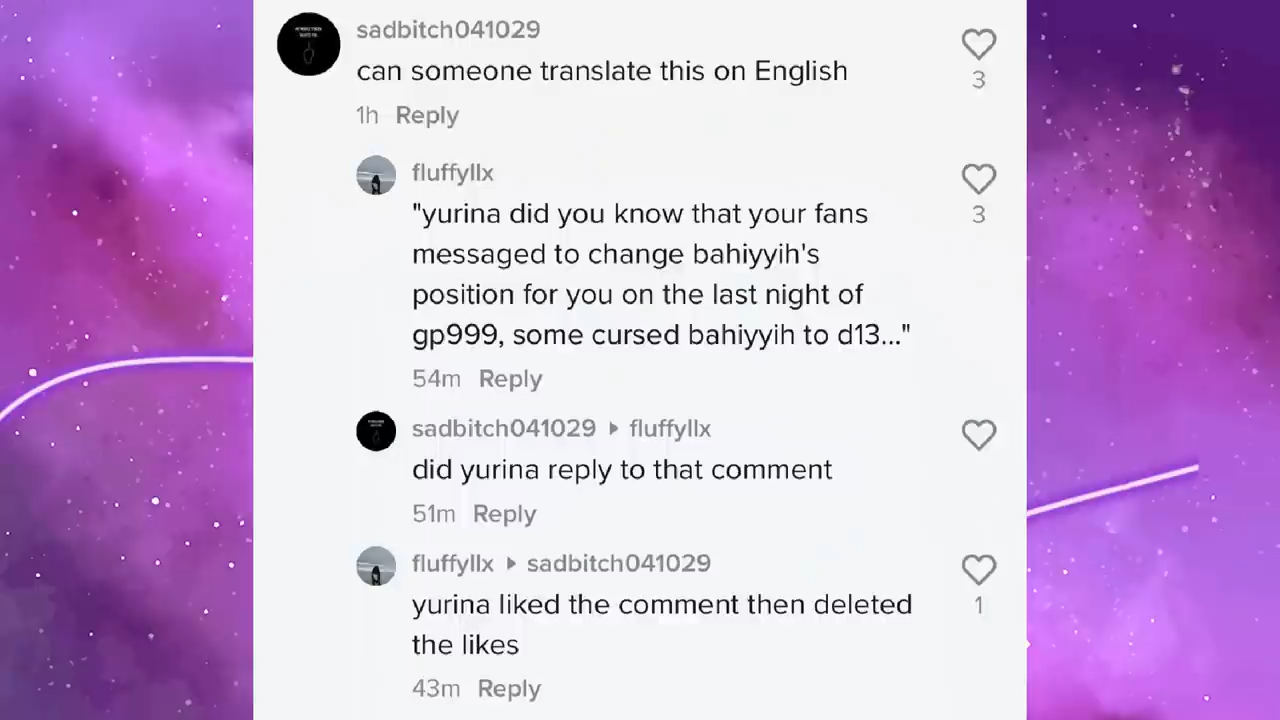 sadbitch041029
can someone translate this on English
3
1h Reply
fluffyllx
"yurina did you know that your fans
messaged to change bahiyyih's
position for you on the last night of
gp999, some cursed bahiyyih to d13..."
3
54m Reply
sadbitch041029 ▸ fluffyllx
did yurina reply to that comment
51m Reply
fluffyllx ▸ sadbitch041029
yurina liked the comment then deleted
the likes
1
43m Reply